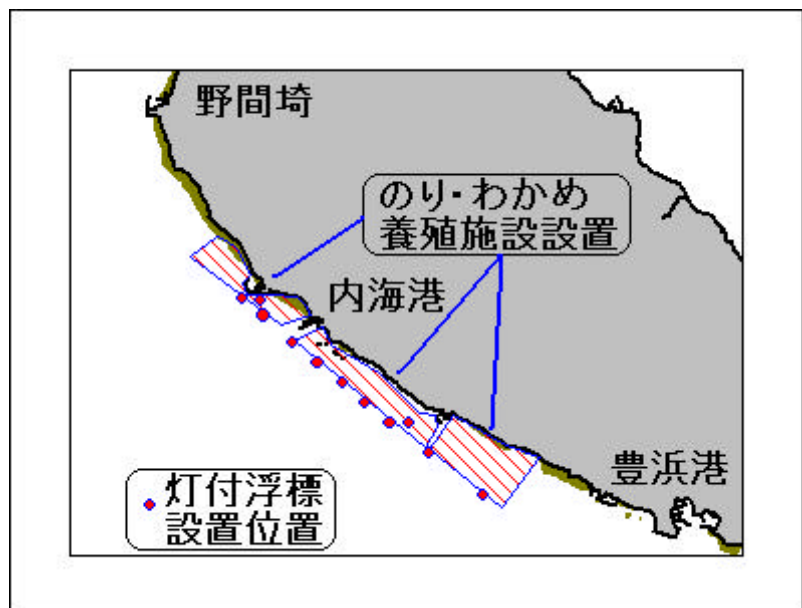 野間埼
のり・わかめ
養殖施設設置
内海港
豊浜港
灯付浮標
設置位置